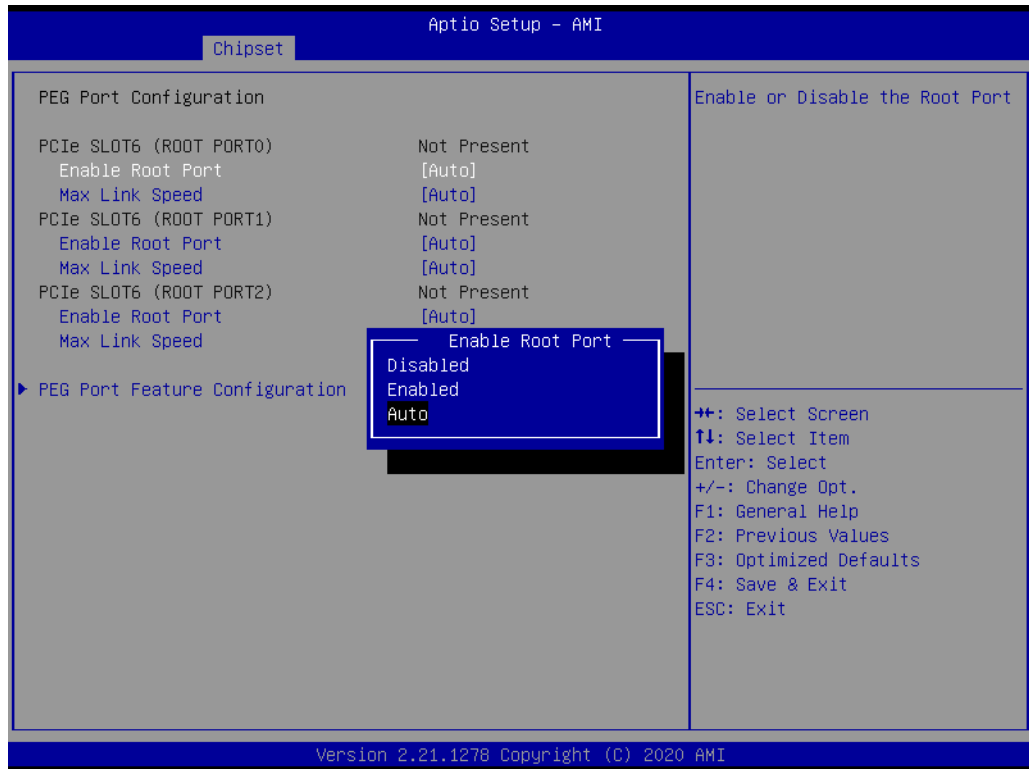 Aptio Setup – AMI
Chipset
PEG Port Configuration
PCIe SLOT6 (ROOT PORT0) Not Present
Enable Root Port [Auto]
Max Link Speed [Auto]
PCIe SLOT6 (ROOT PORT1) Not Present
Enable Root Port [Auto]
Max Link Speed [Auto]
PCIe SLOT6 (ROOT PORT2) Not Present
Enable Root Port [Auto]
Max Link Speed
PEG Port Feature Configuration
Enable Root Port
Disabled
Enabled
Auto
Enable or Disable the Root Port
→←: Select Screen
↑↓: Select Item
Enter: Select
+/-: Change Opt.
F1: General Help
F2: Previous Values
F3: Optimized Defaults
F4: Save & Exit
ESC: Exit
Version 2.21.1278 Copyright (C) 2020 AMI